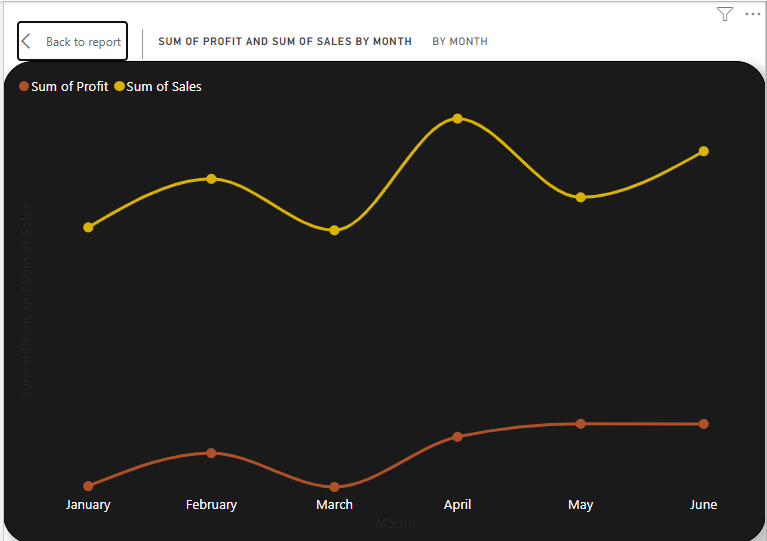 Back to report
SUM OF PROFIT AND SUM OF SALES BY MONTH
BY MONTH
Sum of Profit
Sum of Sales
Sum of Profit and Sum of Sales
January February March April May June
Month